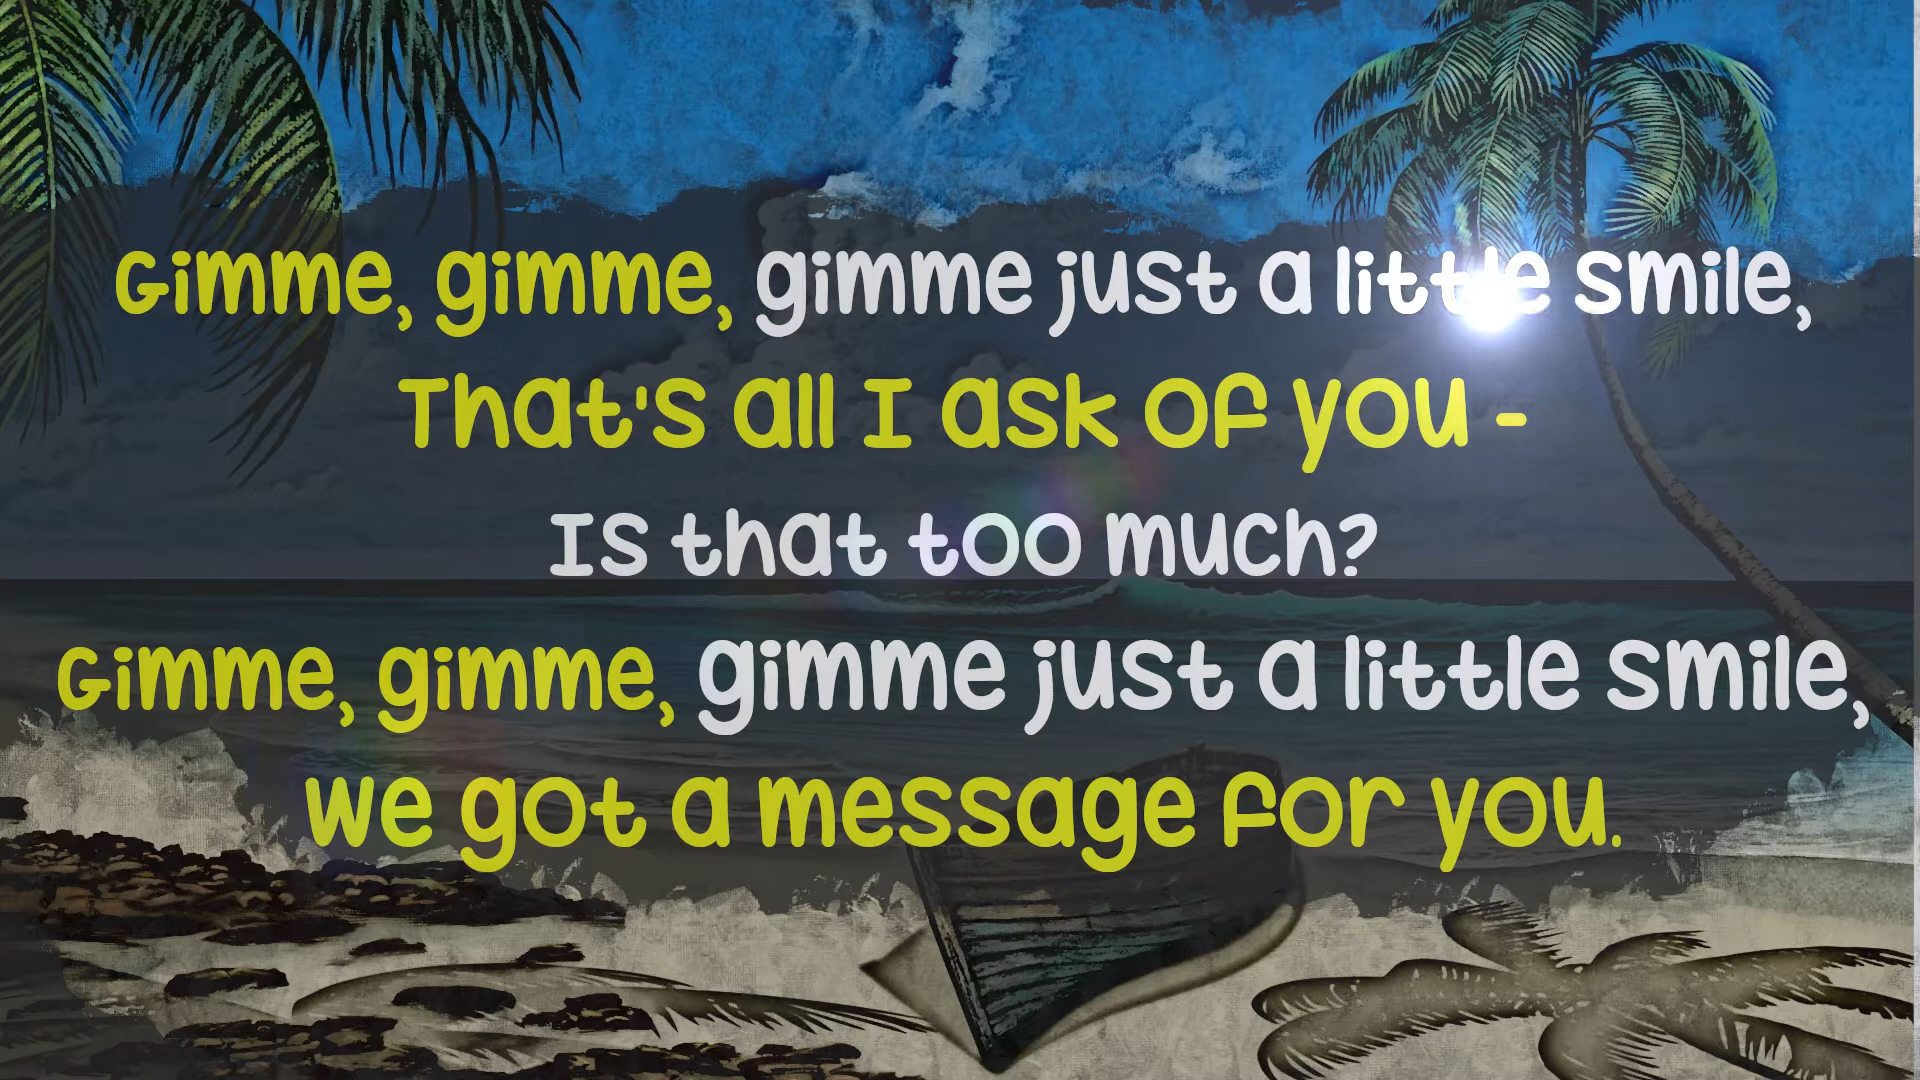 Gimme, gimme, gimme just a little smile,
That's all I ask of you -
Is that too much?
Gimme, gimme, gimme just a little smile,
We got a message for you.